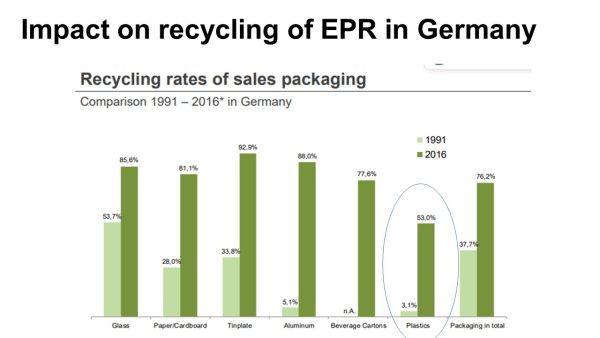 Impact on recycling of EPR in Germany
Recycling rates of sales packaging
Comparison 1991 – 2016* in Germany
1991
2016
53,7%
85,6%
28,0%
81,1%
33,8%
92,9%
5,1%
88,0%
n.A.
77,6%
3,1%
53,0%
37,7%
76,2%
Glass
Paper/Cardboard
Tinplate
Aluminum
Beverage Cartons
Plastics
Packaging in total